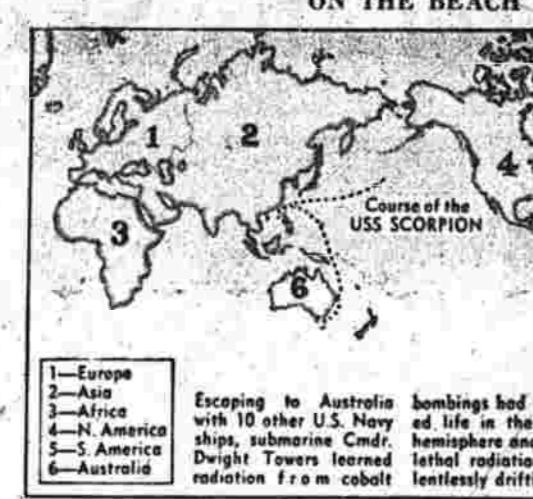 ON THE BEACH
1
2
3
4
6
Course of the
USS SCORPION
1—Europe
2—Asia
3—Africa
4—N. America
5—S. America
6—Australia
Escaping to Australia
with 10 other U.S. Navy
ships, submarine Cmdr.
Dwight Towers learned
radiation from cobalt
bombings had
ed life in the
hemisphere and
lethal radiatio
lentlessly drift